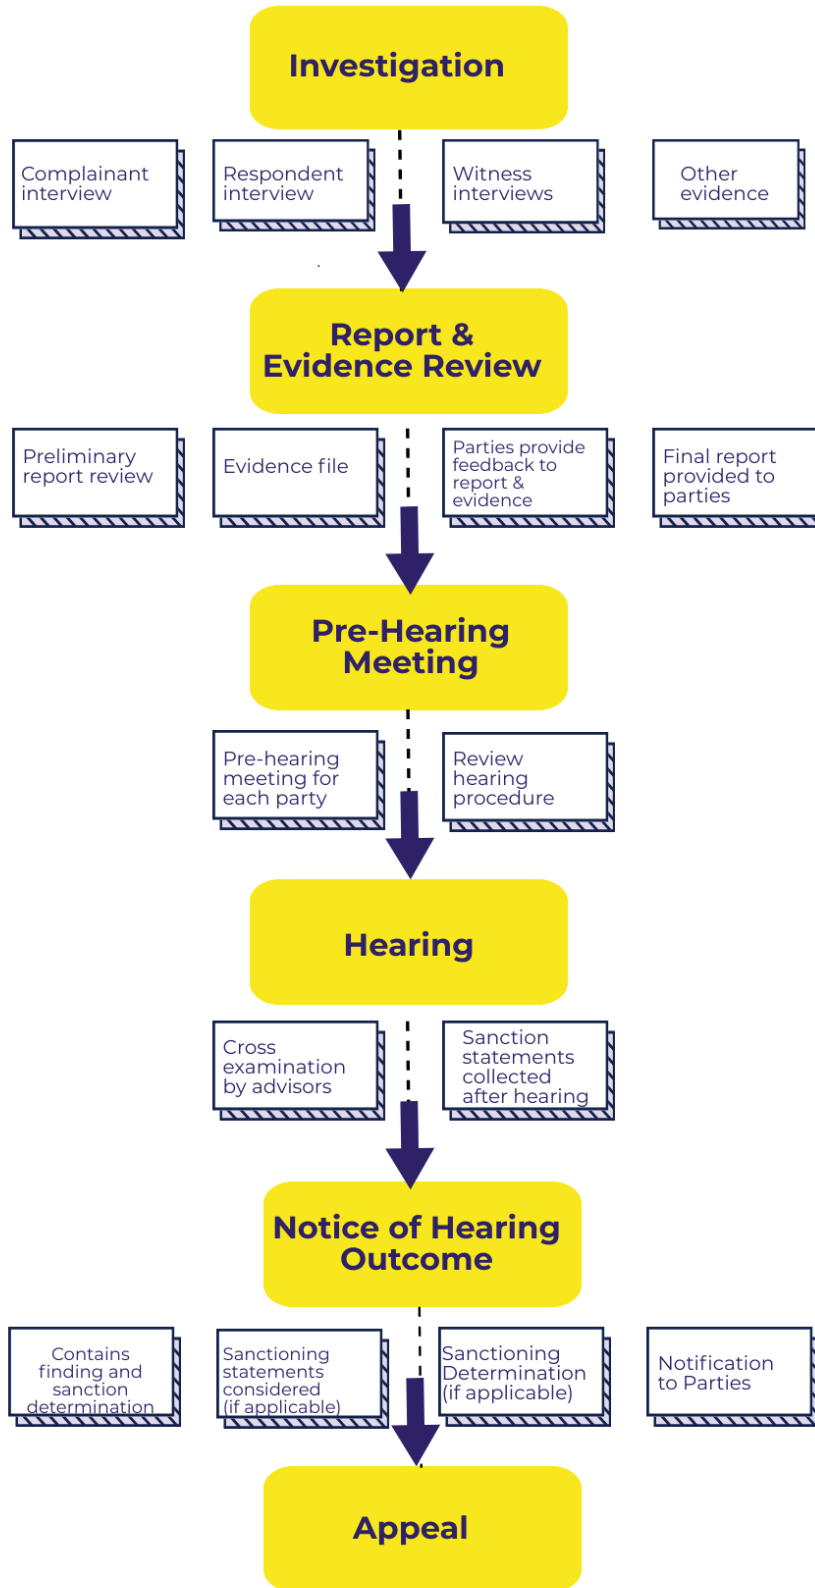 Investigation
Complainant
interview
Respondent
interview
Witness
interviews
Other
evidence
Report &
Evidence Review
Preliminary
report review
Evidence file
Parties provide
feedback to
report &
evidence
Final report
provided to
parties
Pre-Hearing
Meeting
Pre-hearing
meeting for
each party
Review
hearing
procedure
Hearing
Cross
examination
by advisors
Sanction
statements
collected
after hearing
Notice of Hearing
Outcome
Contains
finding and
sanction
determination
Sanctioning
statements
considered
(if applicable)
Sanctioning
Determination
(if applicable)
Notification
to Parties
Appeal